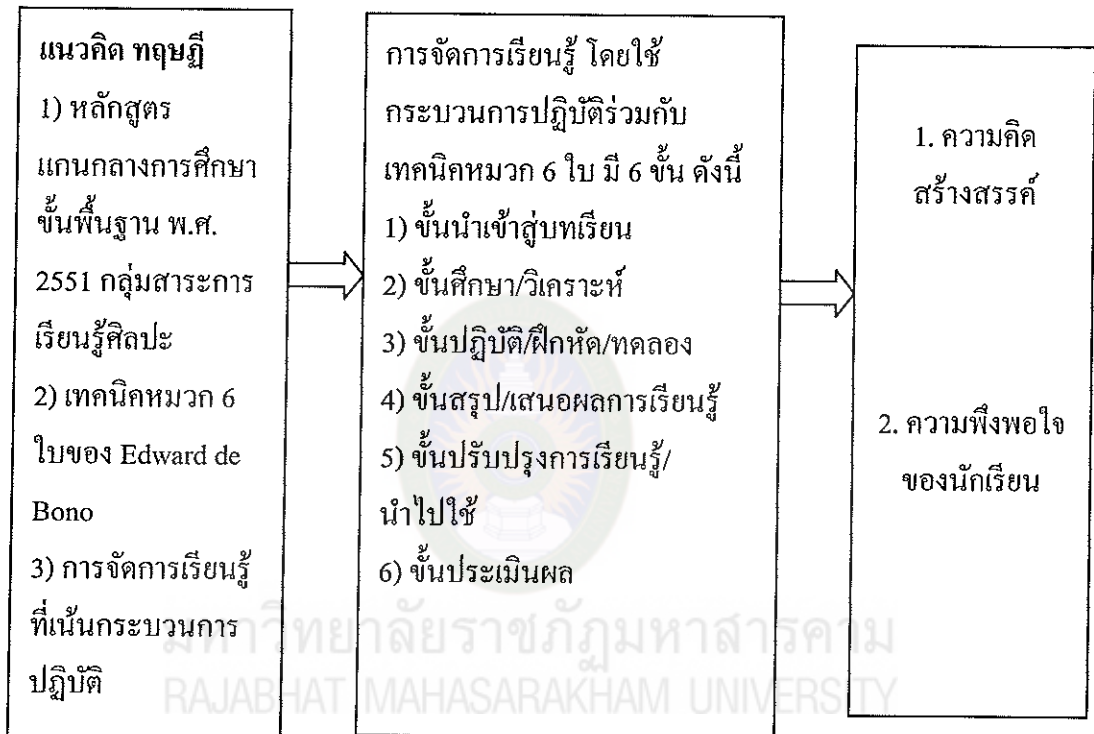 แนวคิด ทฤษฏี
1) หลักสูตร
แกนกลางการศึกษา
ขั้นพื้นฐาน พ.ศ.
2551 กลุ่มสาระการ
เรียนรู้ศิลปะ
2) เทคนิคหมวก 6
ใบของ Edward de
Bono
3) การจัดการเรียนรู้
ที่เน้นกระบวนการ
ปฏิบัติ
การจัดการเรียนรู้ โดยใช้
กระบวนการปฏิบัติร่วมกับ
เทคนิคหมวก 6 ใบ มี 6 ขั้น ดังนี้
1) ขั้นนำเข้าสู่บทเรียน
2) ขั้นศึกษา/วิเคราะห์
3) ขั้นปฏิบัติ/ฝึกหัด/ทดลอง
4) ขั้นสรุป/เสนอผลการเรียนรู้
5) ขั้นปรับปรุงการเรียนรู้/
นำไปใช้
6) ขั้นประเมินผล
1. ความคิด
สร้างสรรค์
2. ความพึงพอใจ
ของนักเรียน
มหาวิทยาลัยราชภัฏมหาสารคาม
RAJABHAT MAHASARAKHAM UNIVERSITY